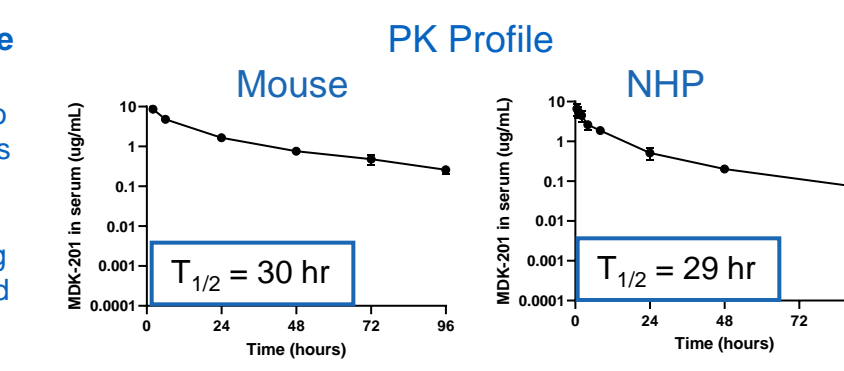 e
PK Profile
Mouse
NHP
o
s
g
d
MDK-201 in serum (ug/mL)
10
1
0.1
0.01
0.001
0.0001
T1/2 = 30 hr
0 24 48 72 96
Time (hours)
MDK-201 in serum (ug/mL)
10
1
0.1
0.01
0.001
0.0001
T1/2 = 29 hr
0 24 48 72
Time (hours)